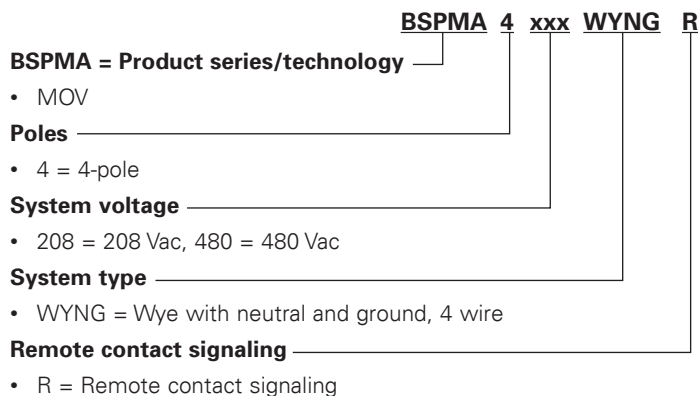 BSPMA 4 xxx WYNG R
BSPMA = Product series/technology
• MOV
Poles
• 4 = 4-pole
System voltage
• 208 = 208 Vac, 480 = 480 Vac
System type
• WYNG = Wye with neutral and ground, 4 wire
Remote contact signaling
• R = Remote contact signaling